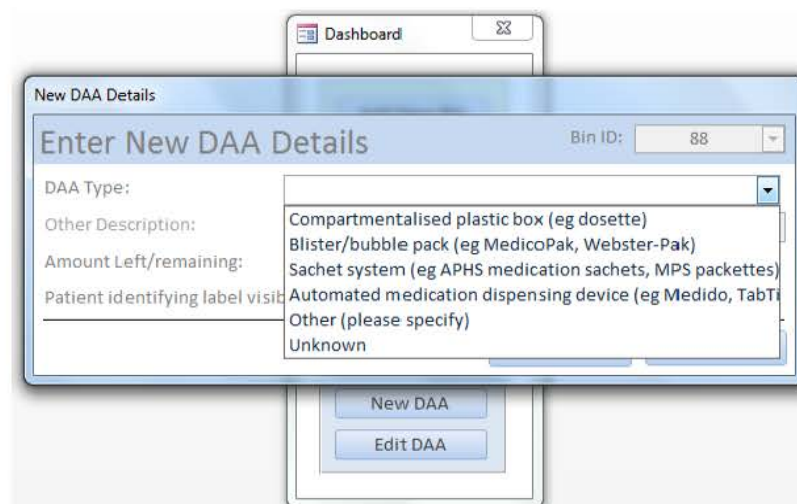 Dashboard
New DAA Details
Enter New DAA Details
Bin ID: 88
DAA Type:
Other Description:
Amount Left/remaining:
Patient identifying label visib
Compartmentalised plastic box (eg dosette)
Blister/bubble pack (eg MedicoPak, Webster-Pak)
Sachet system (eg APHS medication sachets, MPS packettes)
Automated medication dispensing device (eg Medido, TabTi
Other (please specify)
Unknown
New DAA
Edit DAA